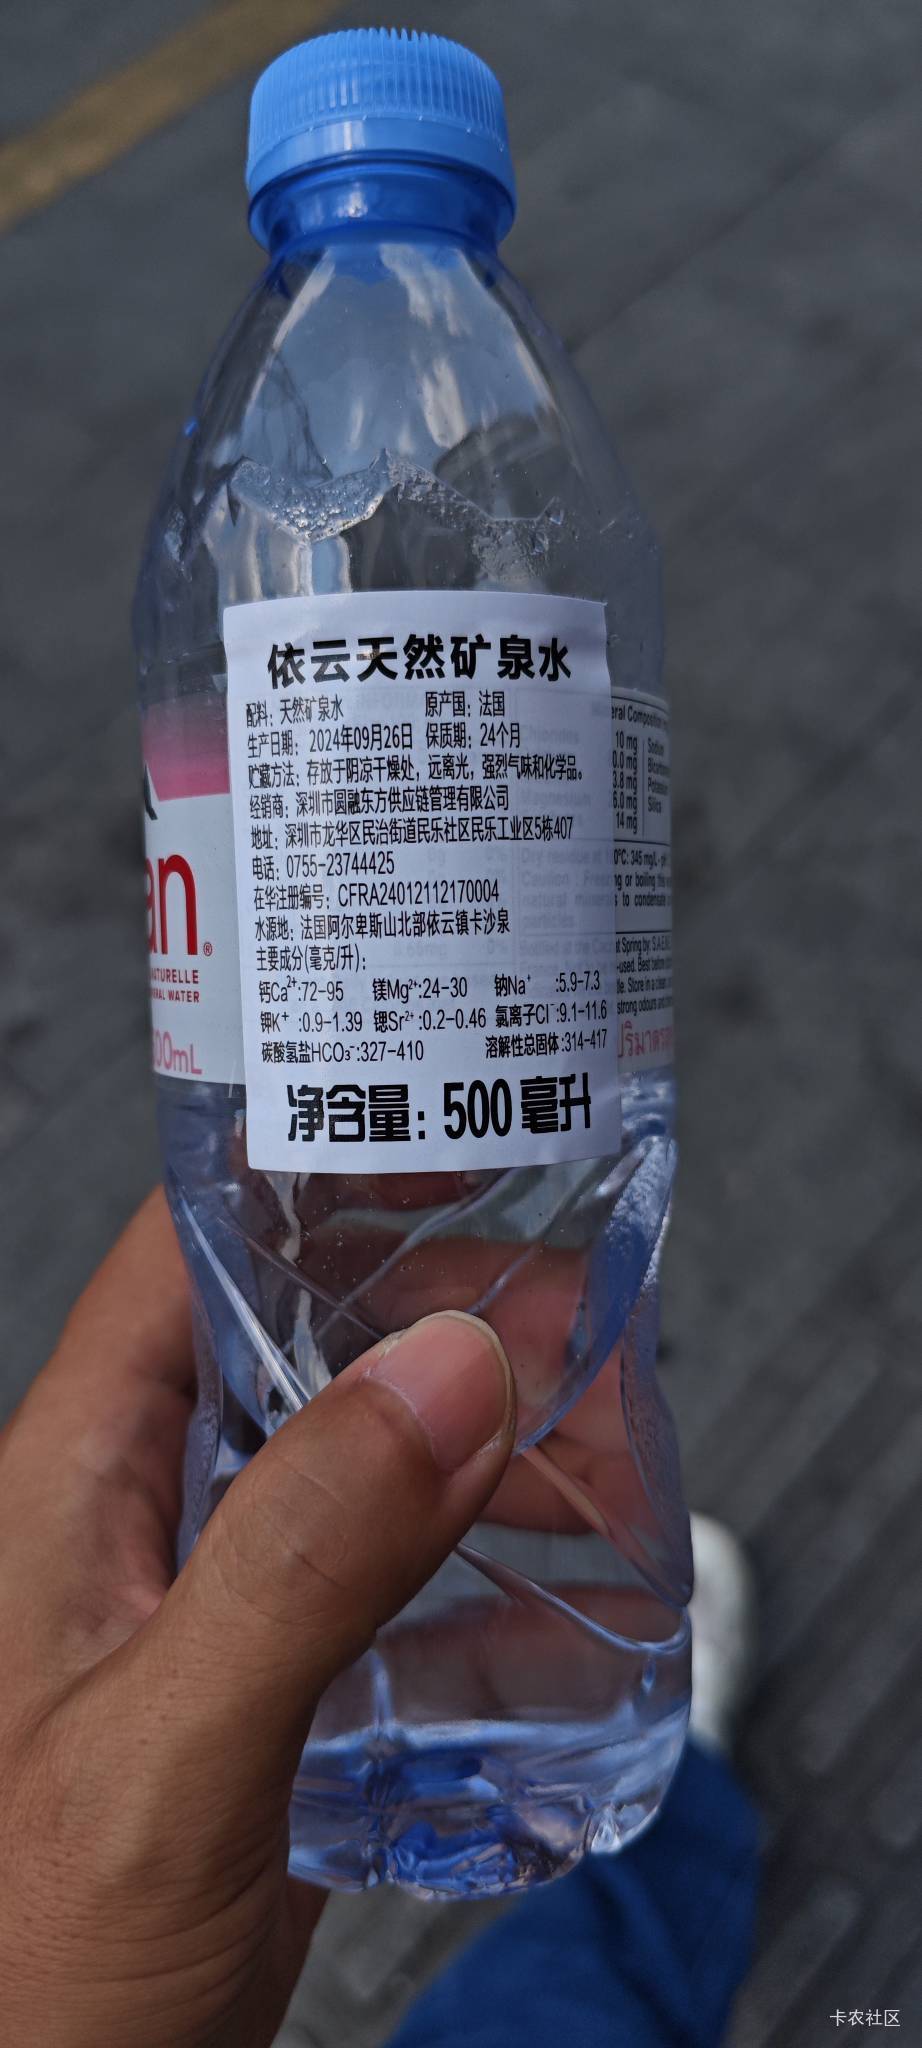 依云天然矿泉水
配料：天然矿泉水 原产国：法国
生产日期：2024年09月26日 保质期：24个月
贮藏方法：存放于阴凉干燥处，远离光，强烈气味和化学品。
经销商：深圳市圆融东方供应链管理有限公司
地址：深圳市龙华区民治街道民乐社区民乐工业区5栋407
电话：0755-23744425
在华注册编号：CFRA24012112170004
水源地：法国阿尔卑斯山北部依云镇卡沙泉
主要成分(毫克/升)：
钙Ca²⁺:72-95 镁Mg²⁺:24-30 钠Na⁺ :5.9-7.3
钾K⁺ :0.9-1.39 锶Sr²⁺:0.2-0.46 氯离子Cl⁻:9.1-11.6
碳酸氢盐HCO₃⁻:327-410 溶解性总固体:314-417
净含量：500毫升
an®
NATURELLE
WATER
00mL
Composition
10 mg
14 mg
345 mg/L
卡农社区